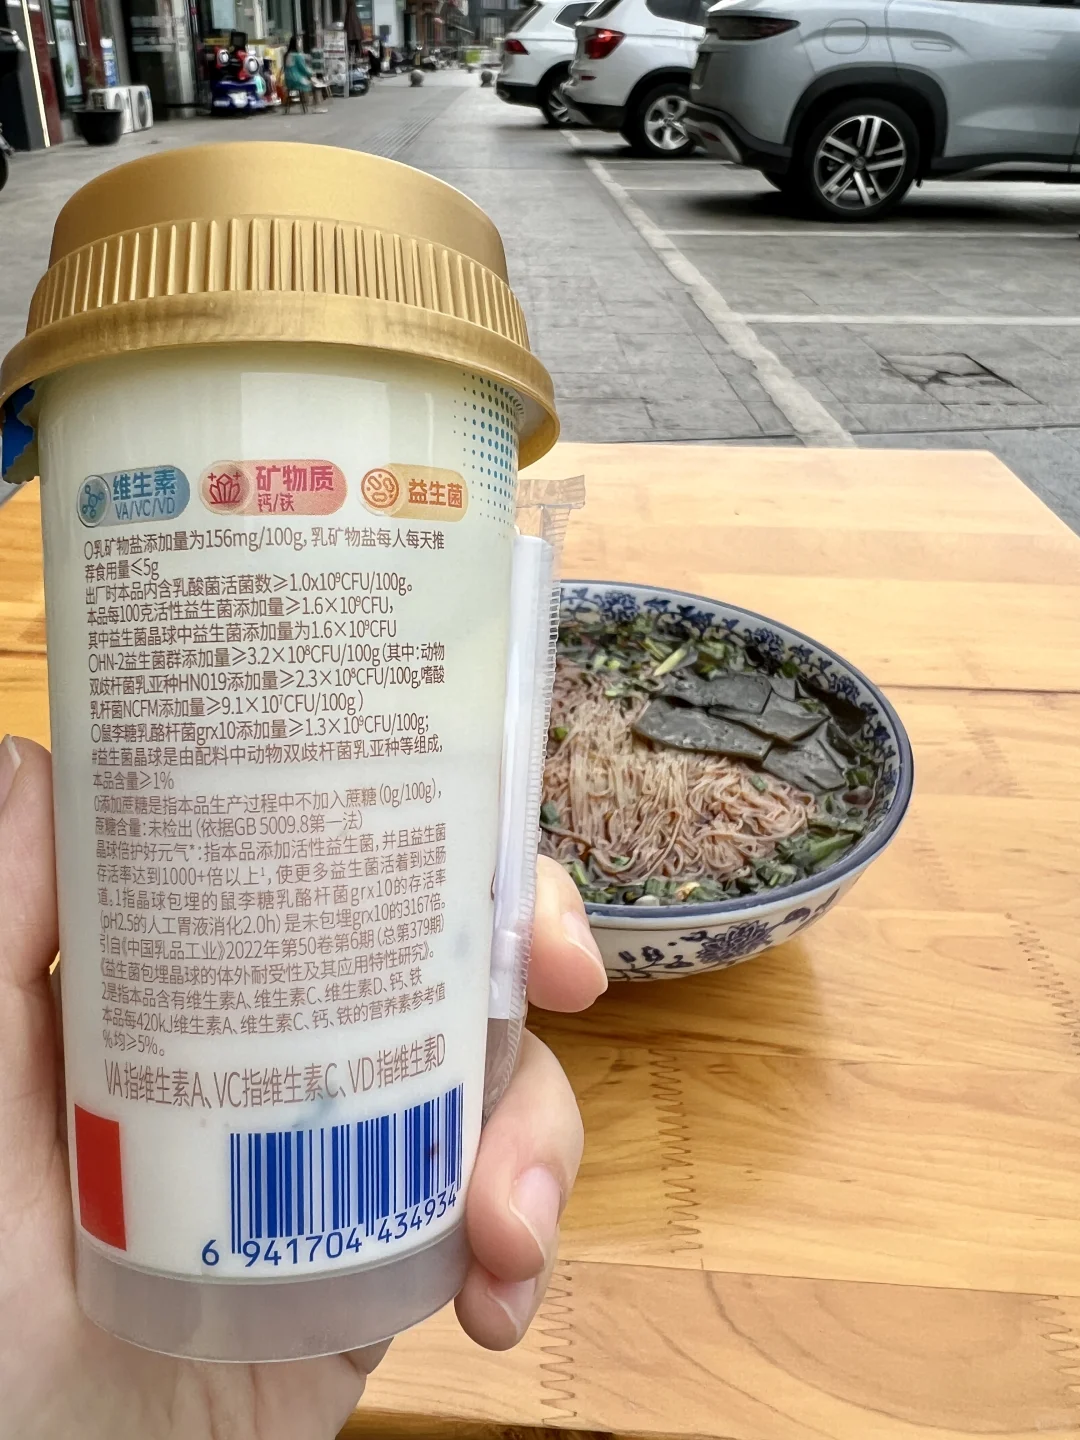 维生素
VA/VC/VD
矿物质
钙/铁
益生菌
〇乳矿物盐添加量为156mg/100g,乳矿物盐每人每天推
荐食用量≤5g
出厂时本品内含乳酸菌活菌数≥1.0x10⁹CFU/100g。
本品每100克活性益生菌添加量≥1.6×10⁹CFU,
其中益生菌晶球中益生菌添加量为1.6×10⁹CFU
〇HN-2益生菌群添加量≥3.2×10⁸CFU/100g(其中:动物
双歧杆菌乳亚种HN019添加量≥2.3×10⁸CFU/100g,嗜酸
乳杆菌NCFM添加量≥9.1×10⁷CFU/100g)
〇鼠李糖乳酪杆菌grx10添加量≥1.3×10⁹CFU/100g;
#益生菌晶球是由配料中动物双歧杆菌乳亚种等组成,
本品含量≥1%
0添加蔗糖是指本品生产过程中不加入蔗糖(0g/100g),
蔗糖含量:未检出(依据GB 5009.8第一法)
晶球倍护好元气*:指本品添加活性益生菌,并且益生菌
存活率达到1000+倍以上¹,使更多益生菌活着到达肠
道。1指晶球包埋的鼠李糖乳酪杆菌grx10的存活率
(pH2.5的人工胃液消化2.0h)是未包埋grx10的3167倍。
引自《中国乳品工业》2022年第50卷第6期(总第379期)
《益生菌包埋晶球的体外耐受性及其应用特性研究》。
2是指本品含有维生素A、维生素C、维生素D、钙、铁
本品每420kJ维生素A、维生素C、钙、铁的营养素参考值
%均≥5%。
VA指维生素A、VC指维生素C、VD指维生素D
6 941704 434934